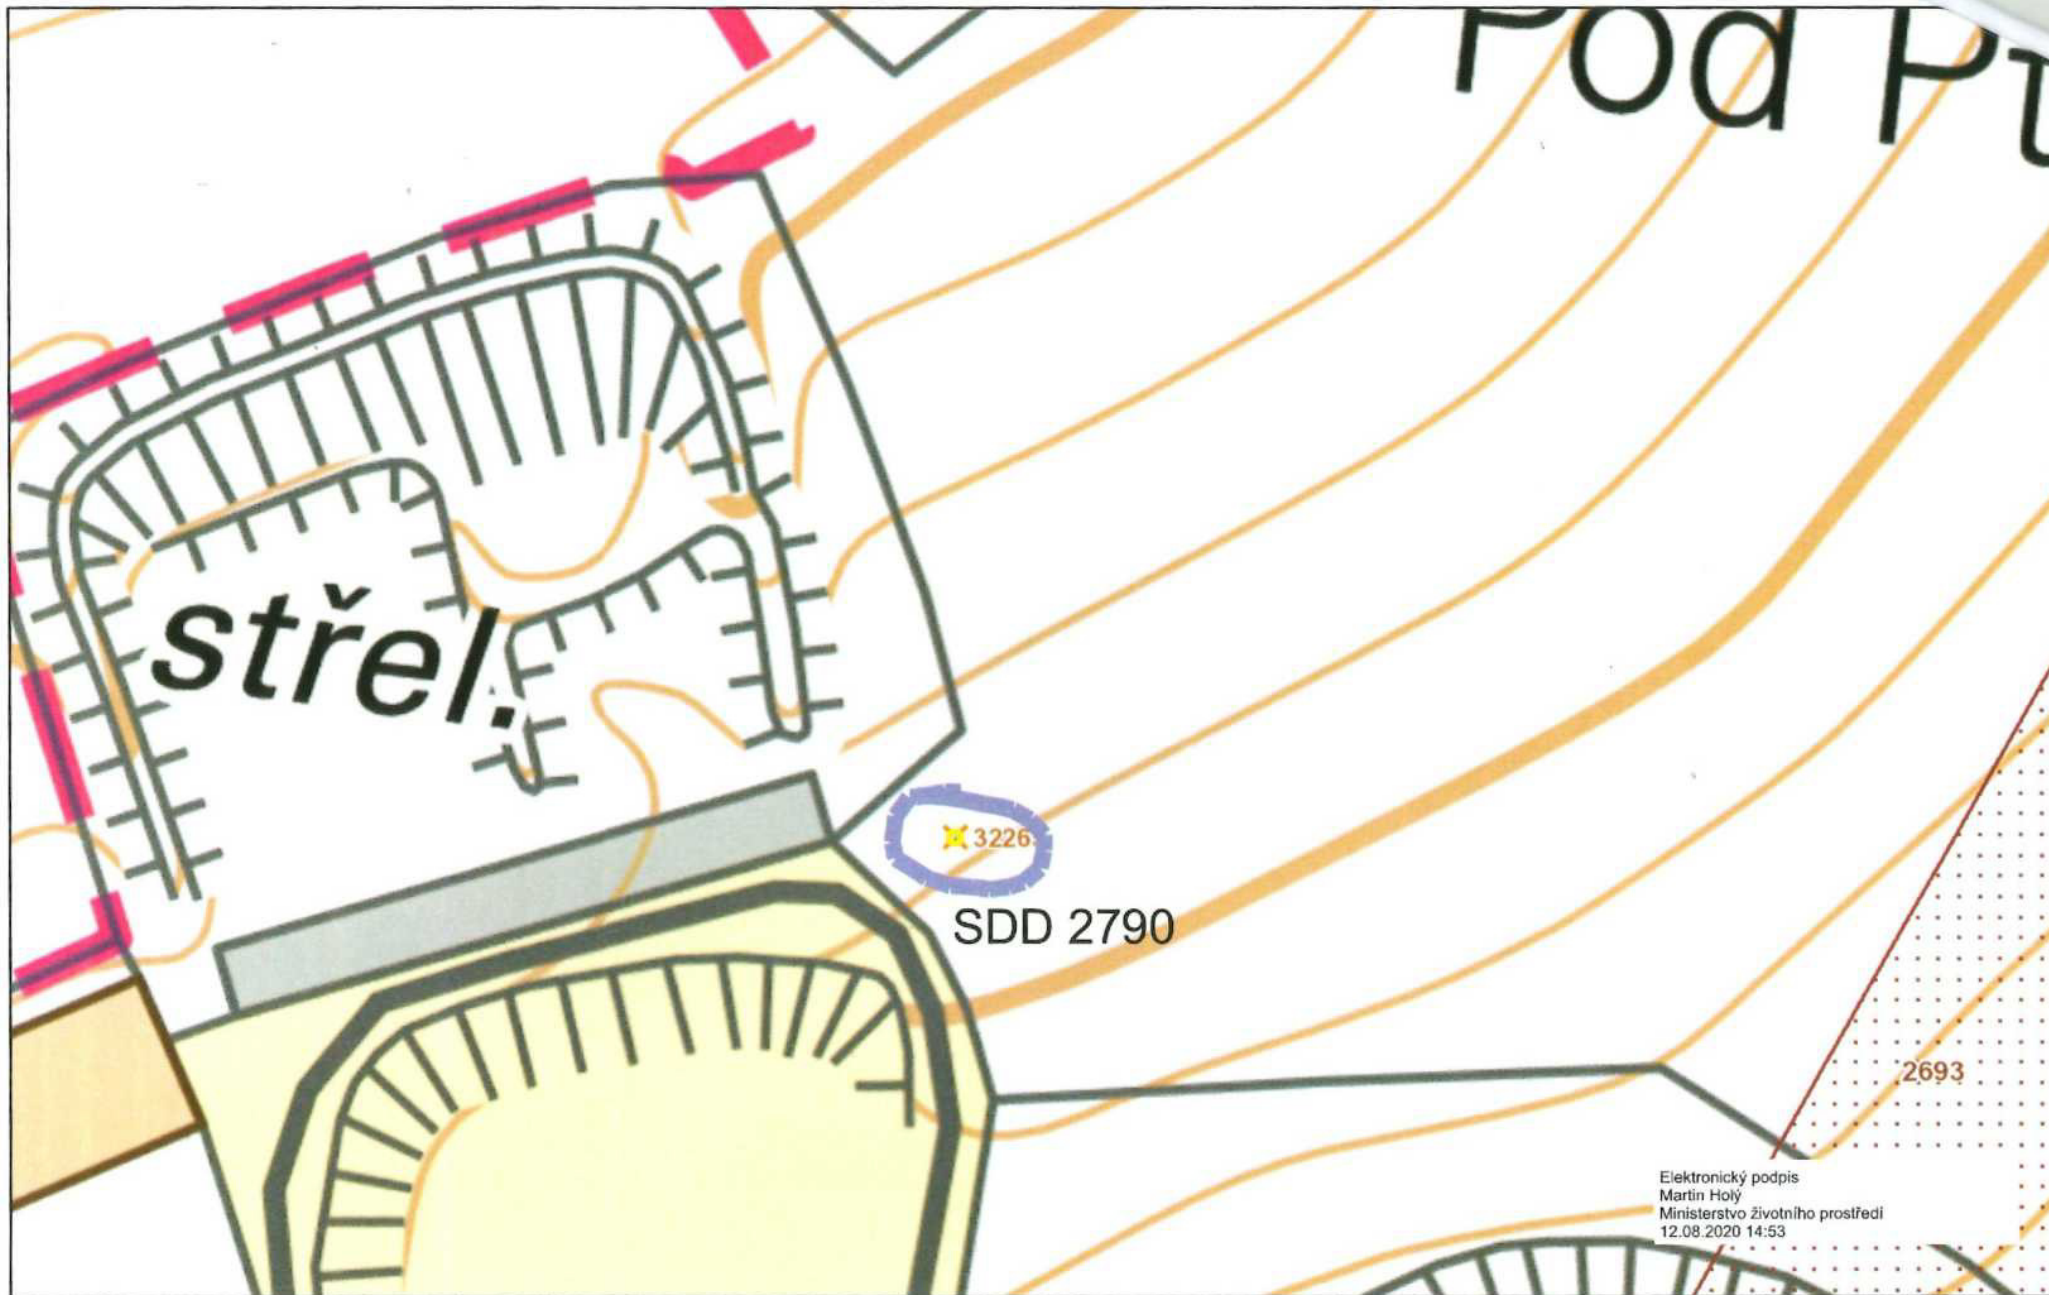 Pod
střel.
3226
SDD 2790
2693
Elektronický podpis
Martin Holý
Ministerstvo životního prostředí
12.08.2020 14:53